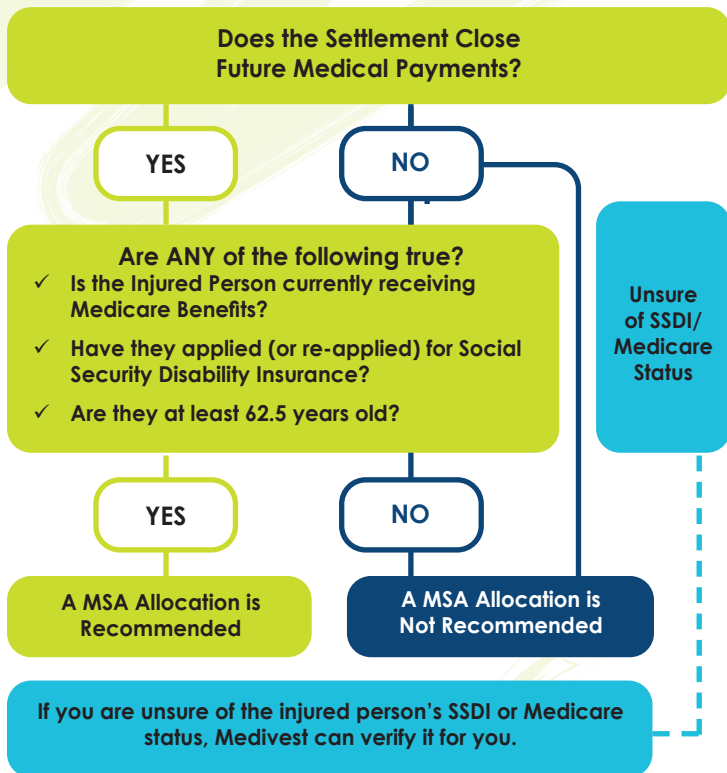 Does the Settlement Close
Future Medical Payments?
YES
NO
Are ANY of the following true?
✓ Is the Injured Person currently receiving
Medicare Benefits?
✓ Have they applied (or re-applied) for Social
Security Disability Insurance?
✓ Are they at least 62.5 years old?
Unsure
of SSDI/
Medicare
Status
YES
NO
A MSA Allocation is
Recommended
A MSA Allocation is
Not Recommended
If you are unsure of the injured person’s SSDI or Medicare
status, Medivest can verify it for you.